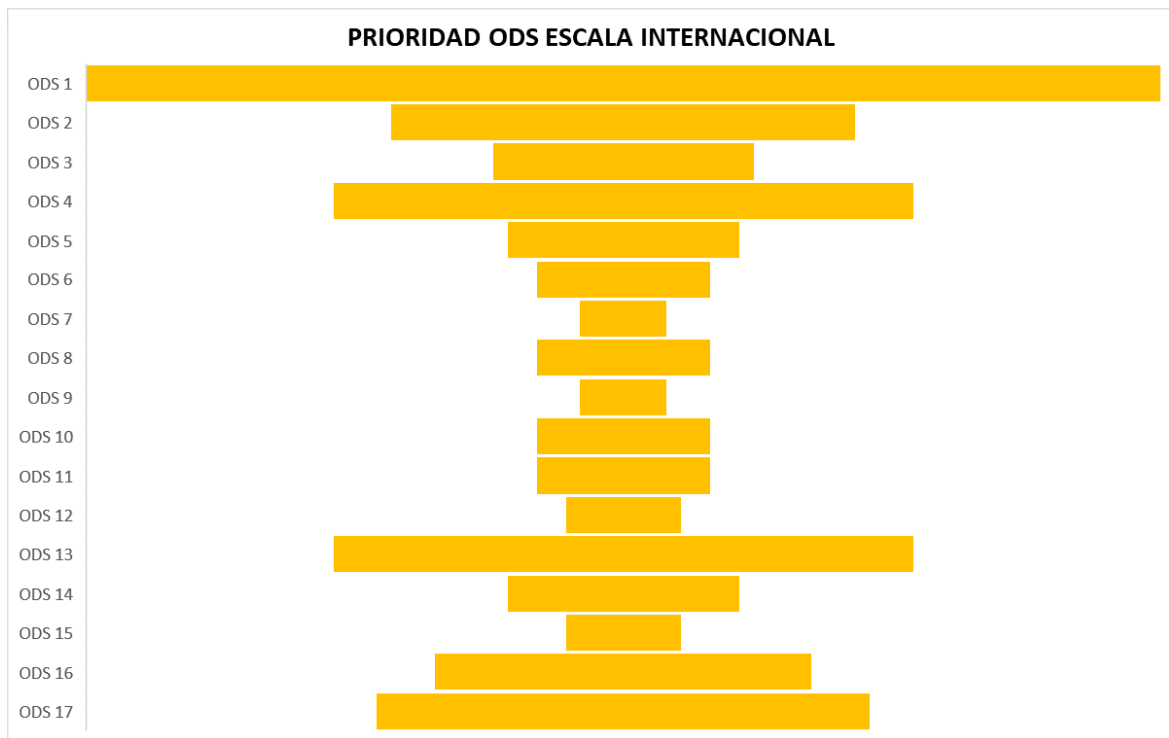 PRIORIDAD ODS ESCALA INTERNACIONAL
ODS 1
ODS 2
ODS 3
ODS 4
ODS 5
ODS 6
ODS 7
ODS 8
ODS 9
ODS 10
ODS 11
ODS 12
ODS 13
ODS 14
ODS 15
ODS 16
ODS 17